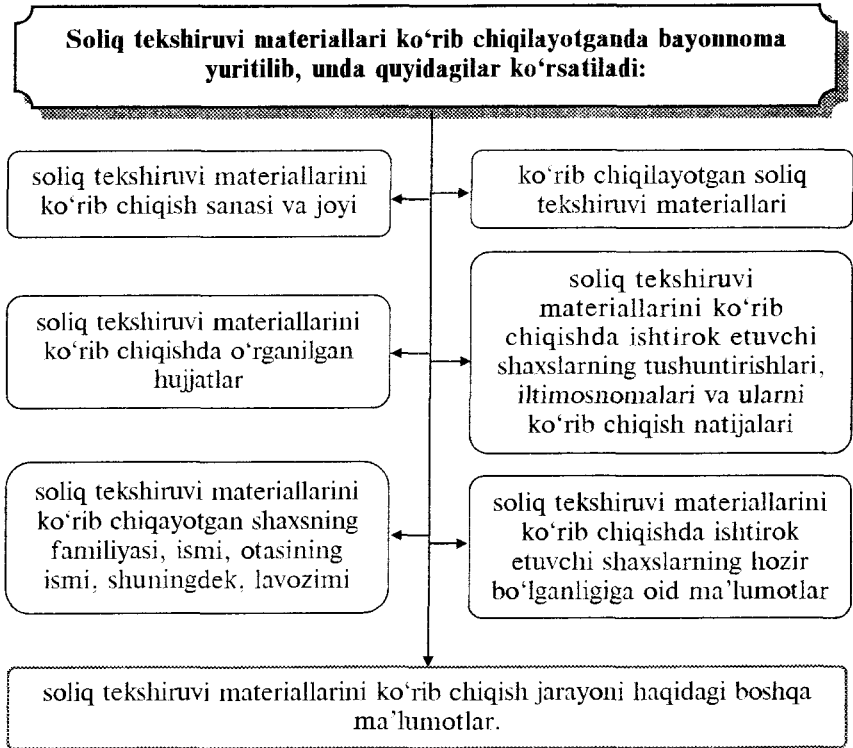 Soliq tekshiruvi materiallari ko‘rib chiqilayotganda bayonnoma
yuritilib, unda quyidagilar ko‘rsatiladi:
soliq tekshiruvi materiallarini
ko‘rib chiqish sanasi va joyi
ko‘rib chiqilayotgan soliq
tekshiruvi materiallari
soliq tekshiruvi materiallarini
ko‘rib chiqishda o‘rganilgan
hujjatlar
soliq tekshiruvi
materiallarini ko‘rib
chiqishda ishtirok etuvchi
shaxslarning tushuntirishlari,
iltimosnomalari va ularni
ko‘rib chiqish natijalari
soliq tekshiruvi materiallarini
ko‘rib chiqayotgan shaxsning
familiyasi, ismi, otasining
ismi, shuningdek, lavozimi
soliq tekshiruvi materiallarini
ko‘rib chiqishda ishtirok
etuvchi shaxslarning hozir
bo‘lganligiga oid ma’lumotlar
soliq tekshiruvi materiallarini ko‘rib chiqish jarayoni haqidagi boshqa
ma’lumotlar.